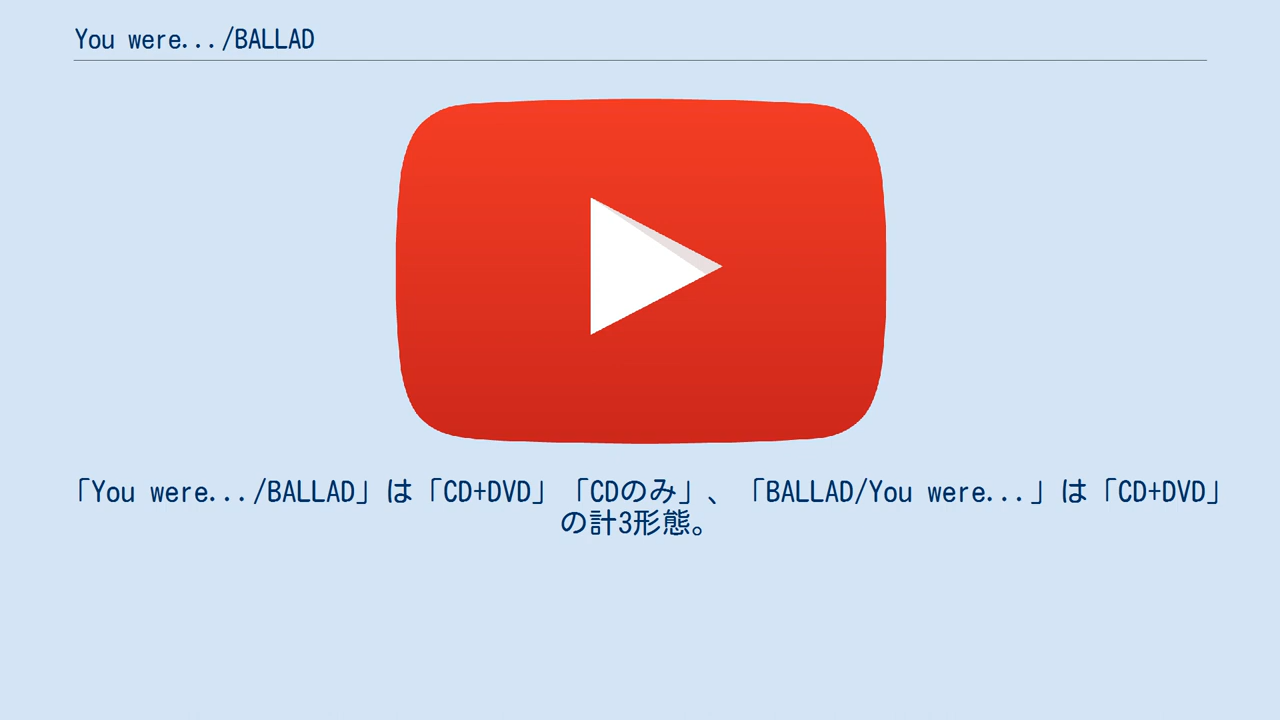 You were.../BALLAD
「You were.../BALLAD」は「CD+DVD」「CDのみ」、「BALLAD/You were...」は「CD+DVD」
の計3形態。